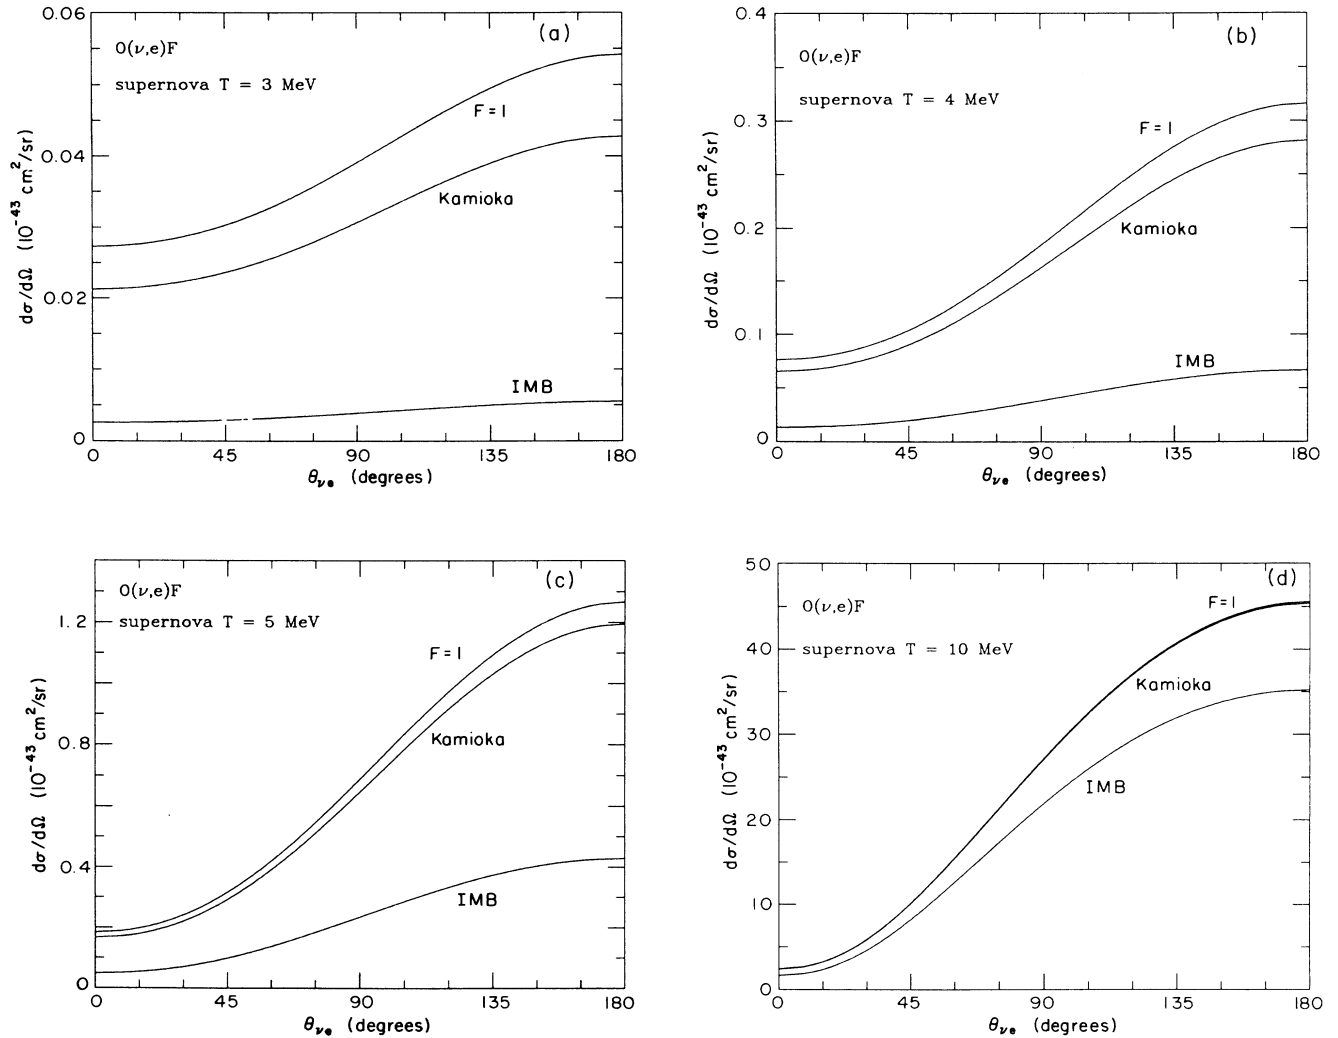 (a)
O(ν,e)F
supernova T = 3 MeV
F=1
Kamioka
IMB
0.06
0.04
0.02
0
0 45 90 135 180
dσ/dΩ (10⁻⁴³ cm²/sr)
θνe (degrees)
(b)
O(ν,e)F
supernova T = 4 MeV
F=1
Kamioka
IMB
0.4
0.3
0.2
0.1
0
0 45 90 135 180
dσ/dΩ (10⁻⁴³ cm²/sr)
θνe (degrees)
(c)
O(ν,e)F
supernova T = 5 MeV
F=1
Kamioka
IMB
1.2
0.8
0.4
0
0 45 90 135 180
dσ/dΩ (10⁻⁴³ cm²/sr)
θνe (degrees)
(d)
O(ν,e)F
supernova T = 10 MeV
F=1
Kamioka
IMB
50
40
30
20
10
0
0 45 90 135 180
dσ/dΩ (10⁻⁴³ cm²/sr)
θνe (degrees)